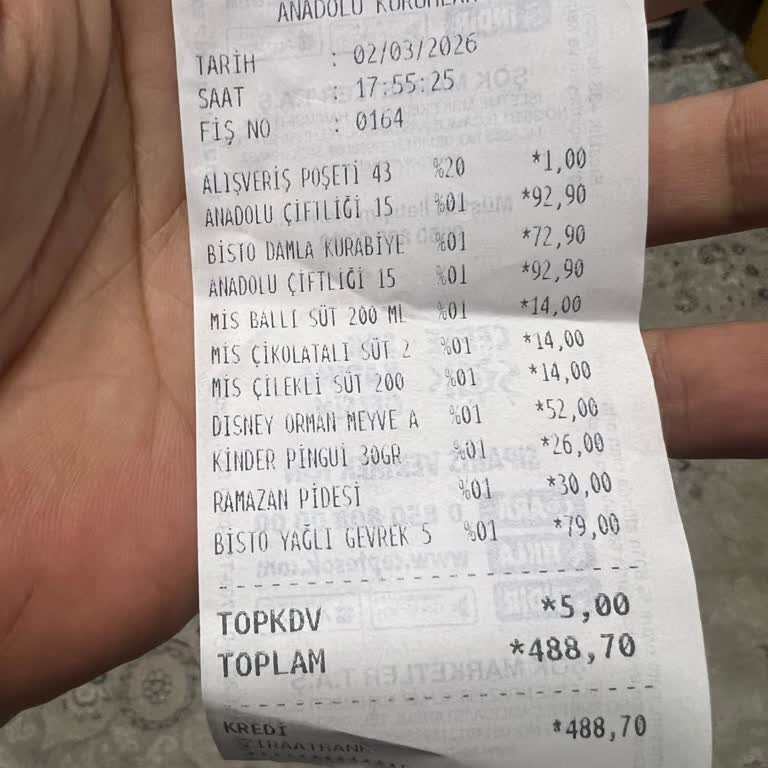 ANADOLU KURUMLAR
TARİH : 02/03/2026
SAAT : 17:55:25
FİŞ NO : 0164
ALIŞVERİŞ POŞETİ 43 %20 *1,00
ANADOLU ÇİFTLİĞİ 15 %01 *92,90
BİSTO DAMLA KURABİYE %01 *72,90
ANADOLU ÇİFTLİĞİ 15 %01 *92,90
MİS BALLI SÜT 200 ML %01 *14,00
MİS ÇİKOLATALI SÜT 2 %01 *14,00
MİS ÇİLEKLİ SÜT 200 %01 *14,00
DISNEY ORMAN MEYVE A %01 *52,00
KİNDER PİNGUİ 30GR %01 *26,00
RAMAZAN PİDESİ %01 *30,00
BİSTO YAĞLI GEVREK 5 %01 *79,00
TOPKDV *5,00
TOPLAM *488,70
KREDİ *488,70